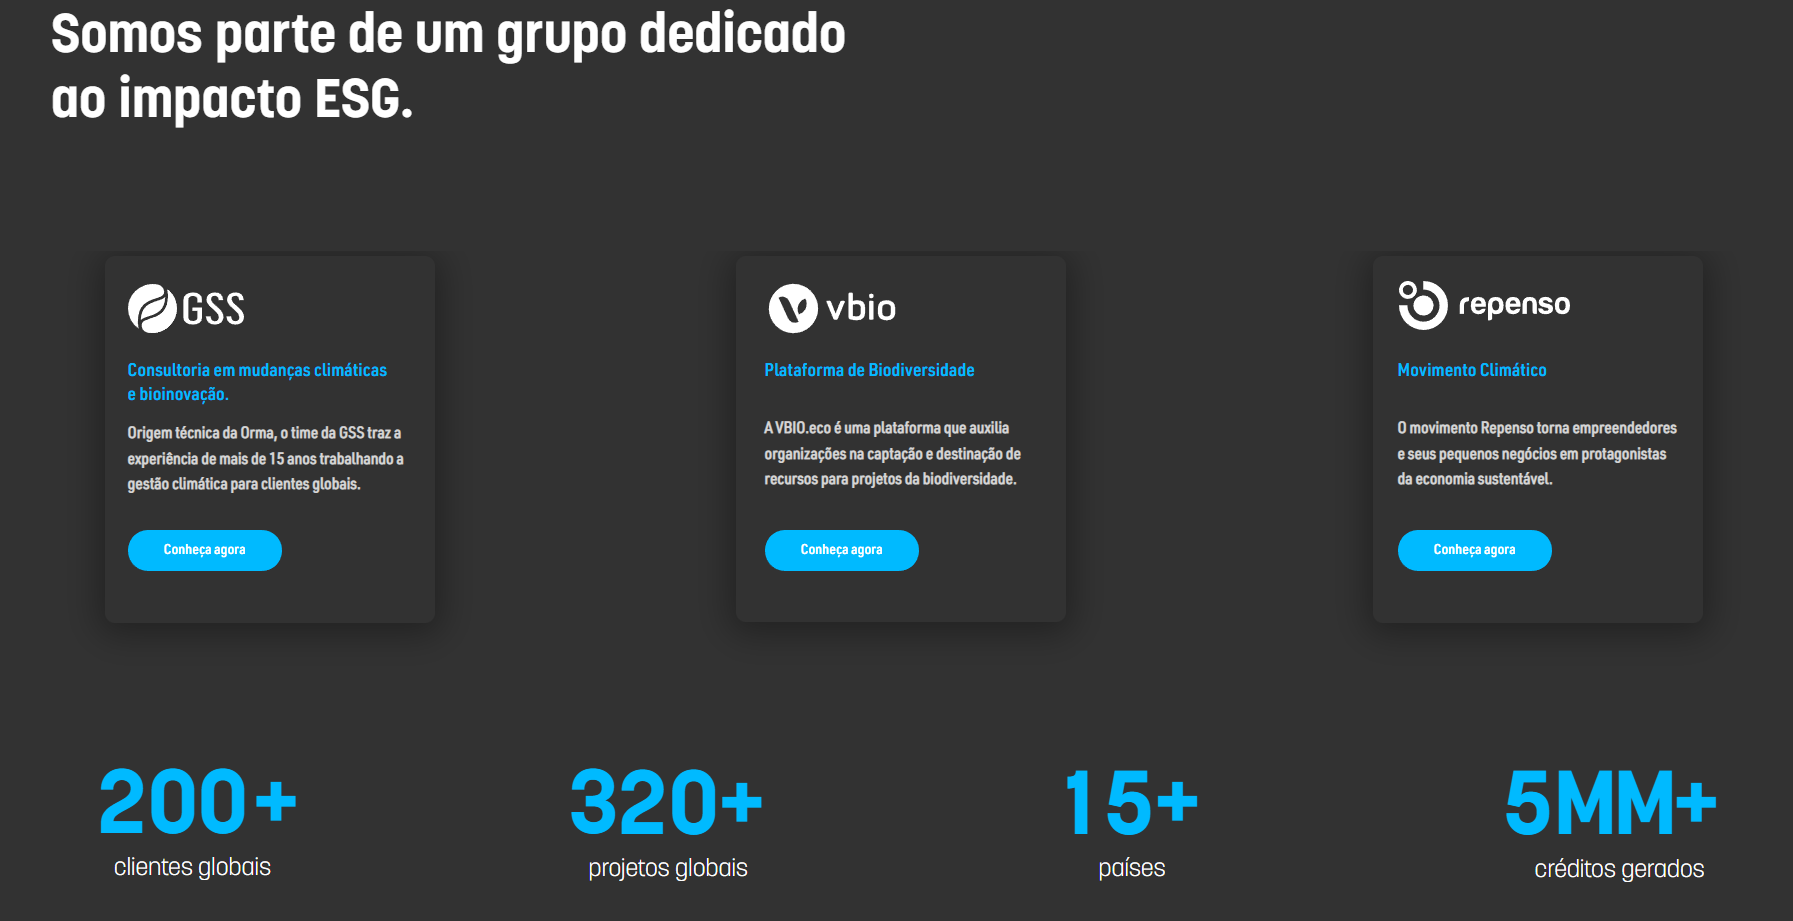 Somos parte de um grupo dedicado
ao impacto ESG.
GSS
Consultoria em mudanças climáticas
e bioinovação.
Origem técnica da Orma, o time da GSS traz a
experiência de mais de 15 anos trabalhando a
gestão climática para clientes globais.
Conheça agora
vbio
Plataforma de Biodiversidade
A VBIO.eco é uma plataforma que auxilia
organizações na captação e destinação de
recursos para projetos da biodiversidade.
Conheça agora
repenso
Movimento Climático
O movimento Repenso torna empreendedores
e seus pequenos negócios em protagonistas
da economia sustentável.
Conheça agora
200+
clientes globais
320+
projetos globais
15+
países
5MM+
créditos gerados